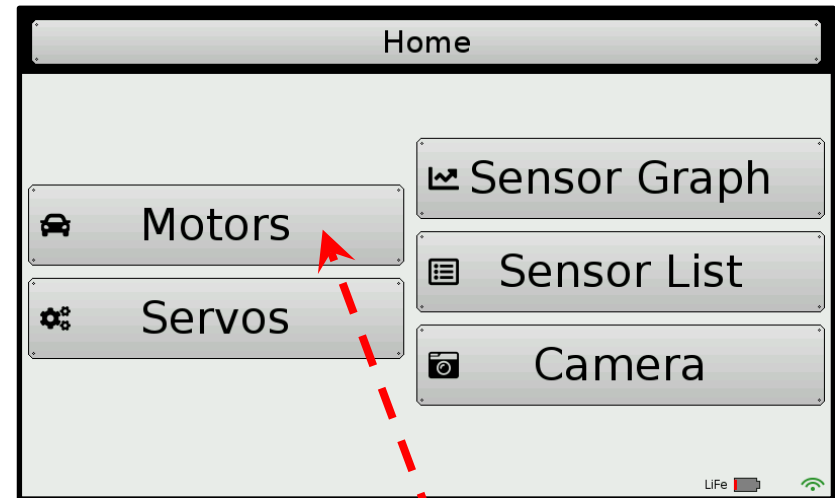 Home
Motors
Servos
Sensor Graph
Sensor List
Camera
LiFe